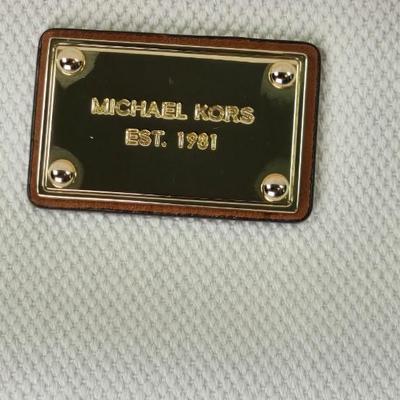 MICHAEL KORS
EST. 1981